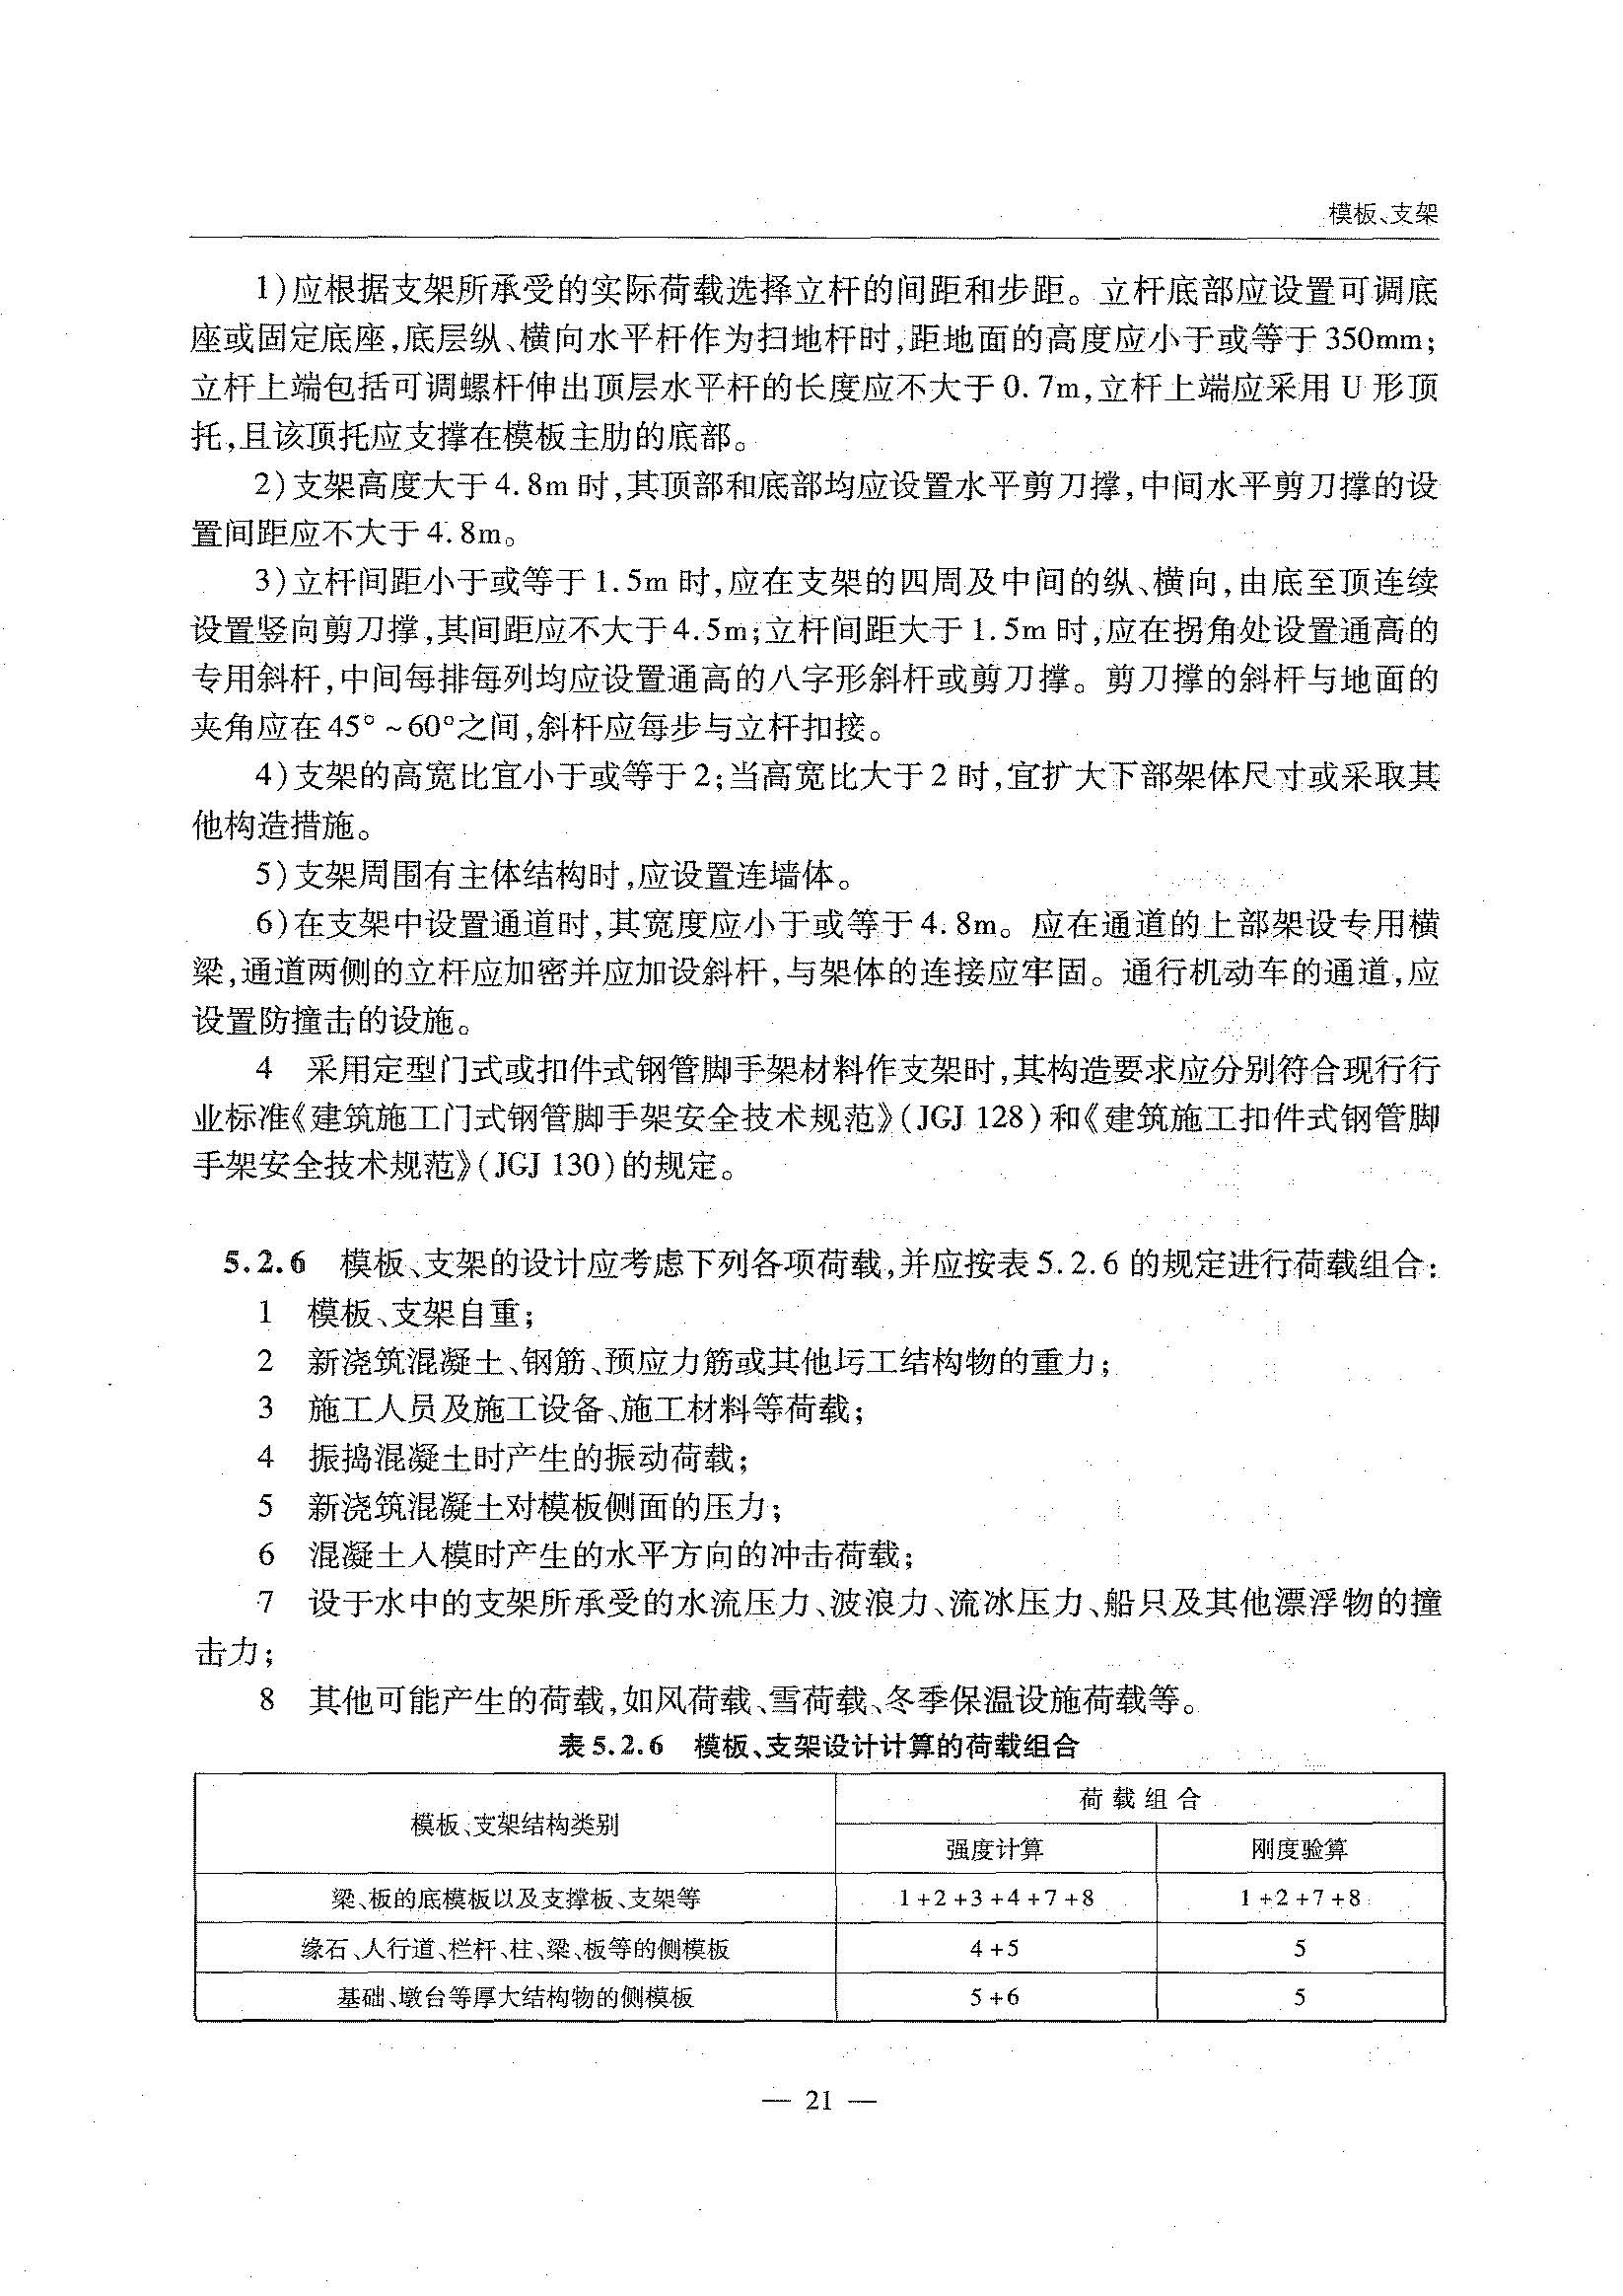 模板、支架
1)应根据支架所承受的实际荷载选择立杆的间距和步距。立杆底部应设置可调底
座或固定底座,底层纵、横向水平杆作为扫地杆时,距地面的高度应小于或等于350mm;
立杆上端包括可调螺杆伸出顶层水平杆的长度应不大于0.7m,立杆上端应采用U形顶
托,且该顶托应支撑在模板主肋的底部。
2)支架高度大于4.8m时,其顶部和底部均应设置水平剪刀撑,中间水平剪刀撑的设
置间距应不大于4.8m。
3)立杆间距小于或等于1.5m时,应在支架的四周及中间的纵、横向,由底至顶连续
设置竖向剪刀撑,其间距应不大于4.5m;立杆间距大于1.5m时,应在拐角处设置通高的
专用斜杆,中间每排每列均应设置通高的八字形斜杆或剪刀撑。剪刀撑的斜杆与地面的
夹角应在45°~60°之间,斜杆应每步与立杆扣接。
4)支架的高宽比宜小于或等于2;当高宽比大于2时,宜扩大下部架体尺寸或采取其
他构造措施。
5)支架周围有主体结构时,应设置连墙体。
6)在支架中设置通道时,其宽度应小于或等于4.8m。应在通道的上部架设专用横
梁,通道两侧的立杆应加密并应加设斜杆,与架体的连接应牢固。通行机动车的通道,应
设置防撞击的设施。
4 采用定型门式或扣件式钢管脚手架材料作支架时,其构造要求应分别符合现行行
业标准《建筑施工门式钢管脚手架安全技术规范》(JGJ 128)和《建筑施工扣件式钢管脚
手架安全技术规范》(JGJ 130)的规定。
5.2.6 模板、支架的设计应考虑下列各项荷载,并应按表5.2.6的规定进行荷载组合:
1 模板、支架自重;
2 新浇筑混凝土、钢筋、预应力筋或其他圬工结构物的重力;
3 施工人员及施工设备、施工材料等荷载;
4 振捣混凝土时产生的振动荷载;
5 新浇筑混凝土对模板侧面的压力;
6 混凝土入模时产生的水平方向的冲击荷载;
7 设于水中的支架所承受的水流压力、波浪力、流冰压力、船只及其他漂浮物的撞
击力;
8 其他可能产生的荷载,如风荷载、雪荷载、冬季保温设施荷载等。
表5.2.6 模板、支架设计计算的荷载组合
模板、支架结构类别 荷载组合
强度计算 刚度验算
梁、板的底模板以及支撑板、支架等 1+2+3+4+7+8 1+2+7+8
缘石、人行道、栏杆、柱、梁、板等的侧模板 4+5 5
基础、墩台等厚大结构物的侧模板 5+6 5
— 21 —